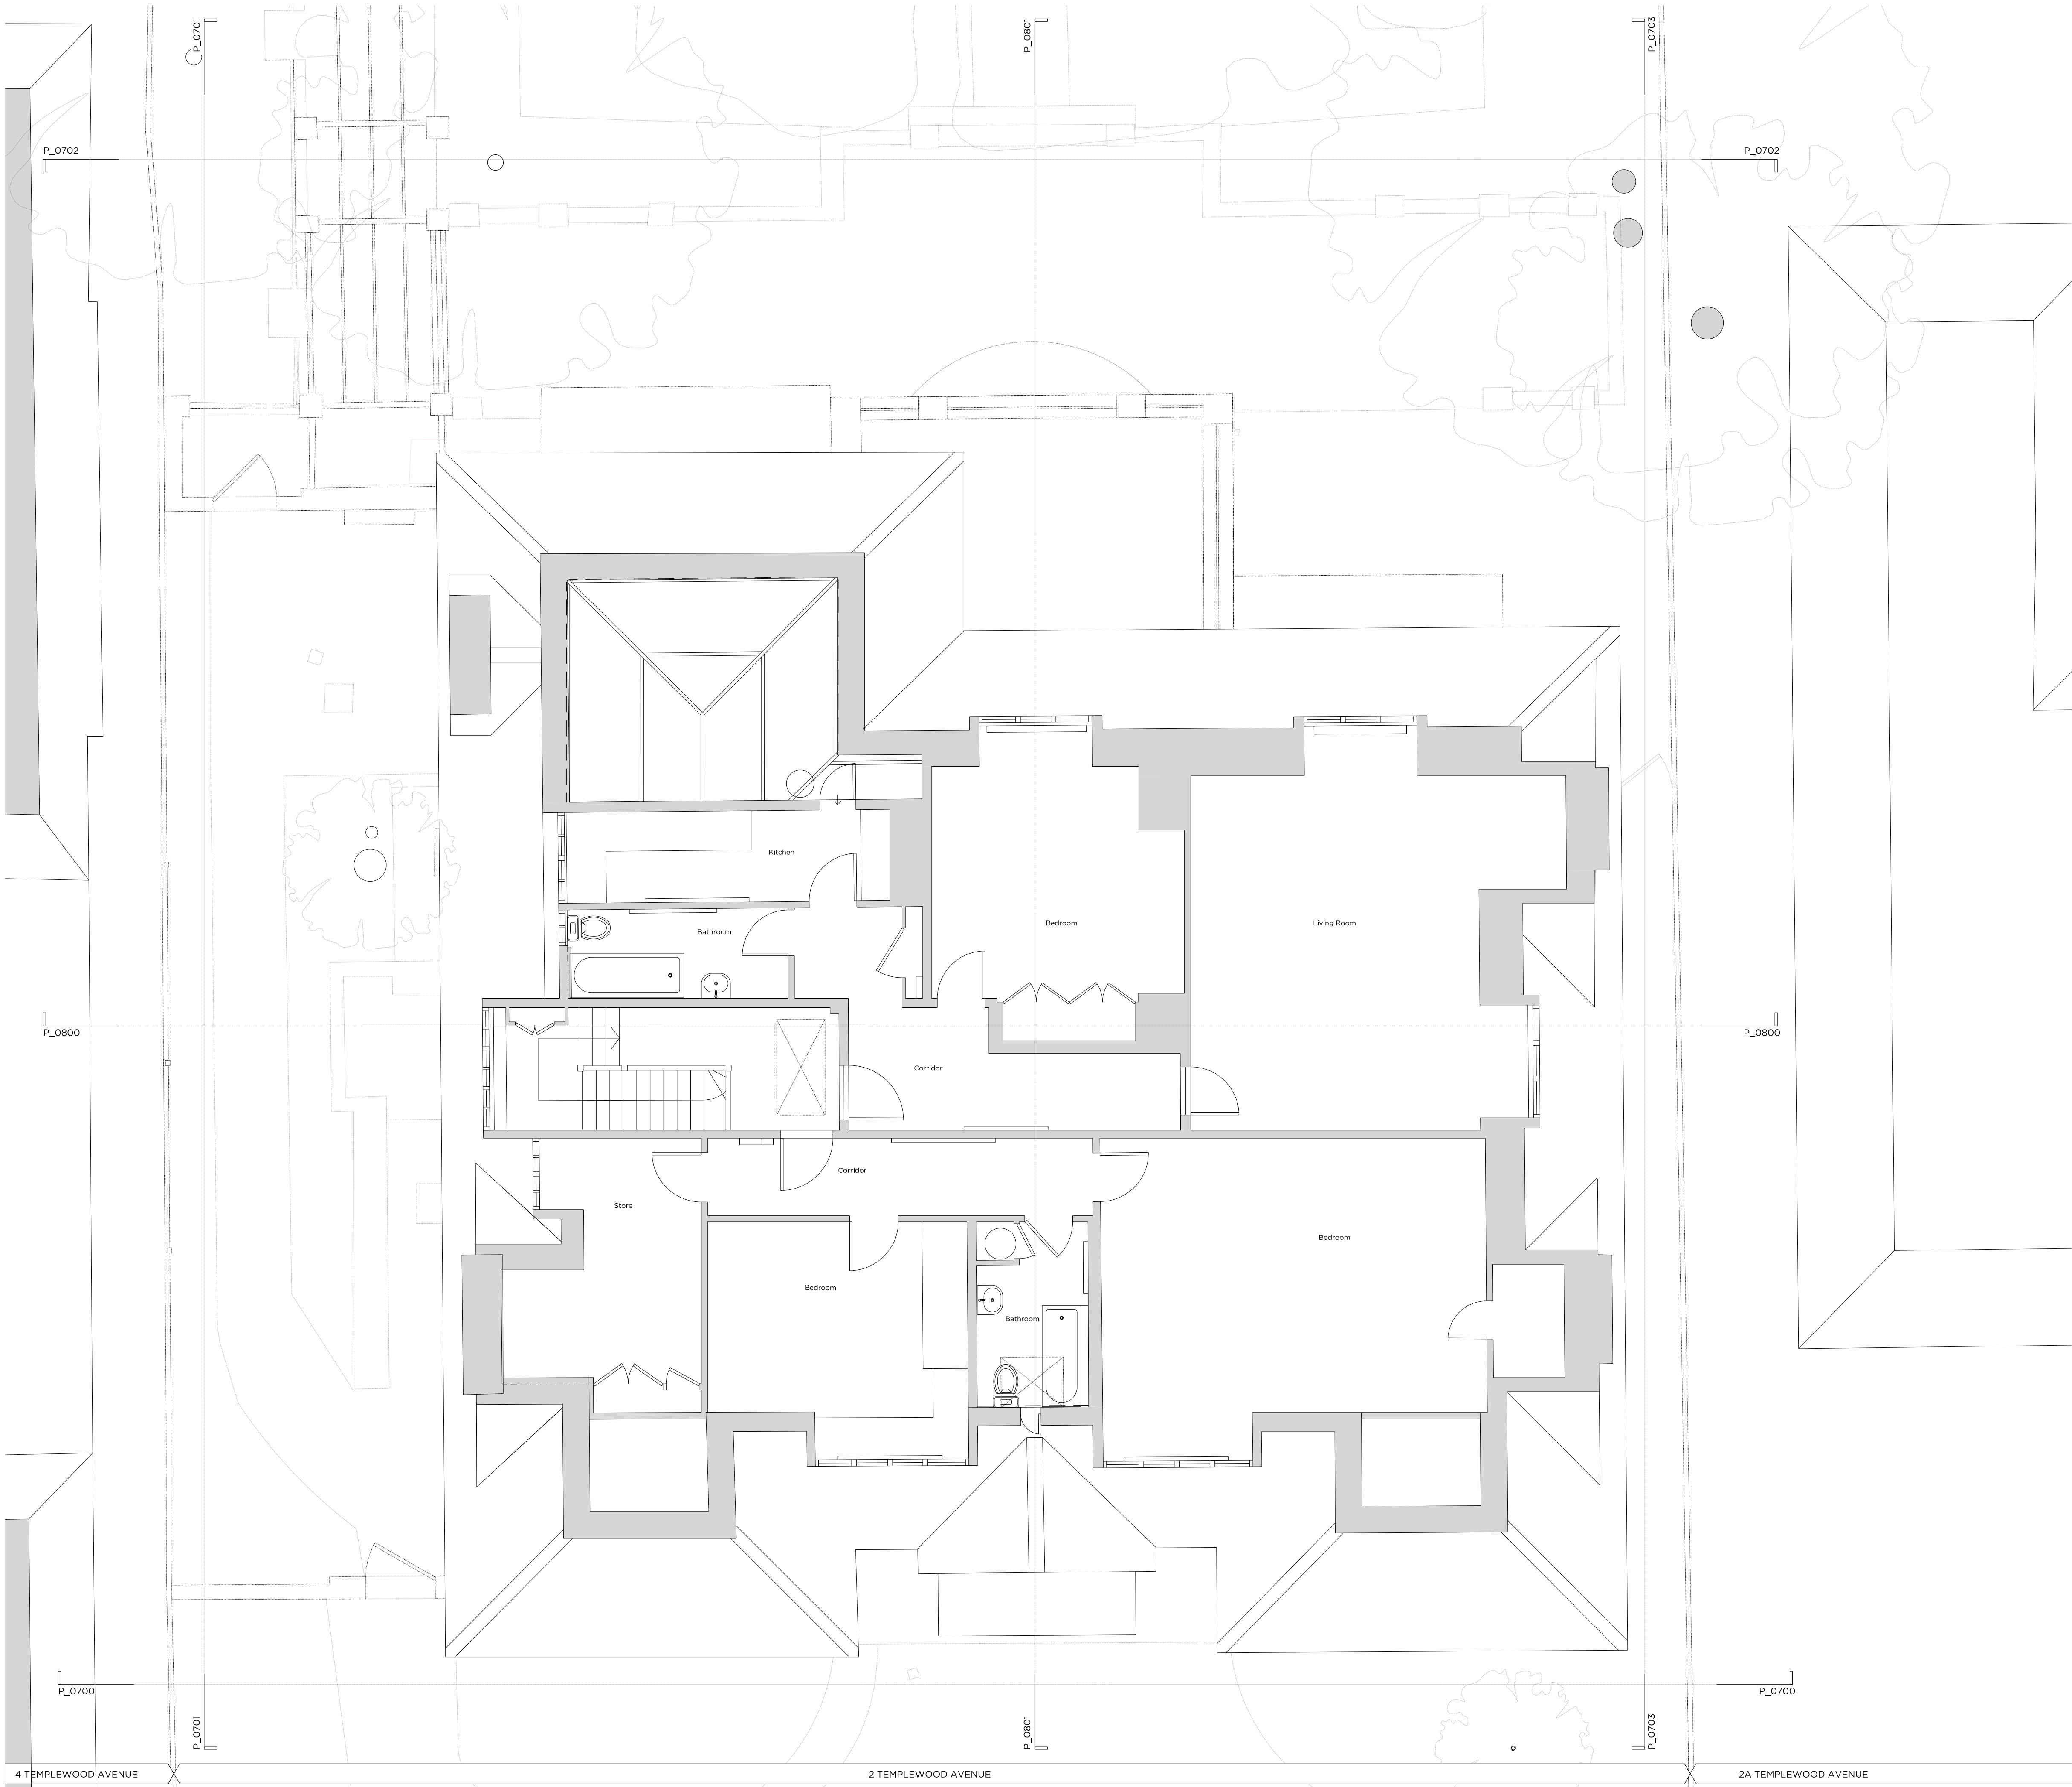 P_0701
P_0801
P_0703
P_0702
P_0702
Kitchen
Bathroom
Bedroom
Living Room
P_0800
P_0800
Corridor
Corridor
Store
Bedroom
Bedroom
Bathroom
P_0700
P_0700
P_0701
P_0801
P_0703
4 TEMPLEWOOD AVENUE
2 TEMPLEWOOD AVENUE
2A TEMPLEWOOD AVENUE